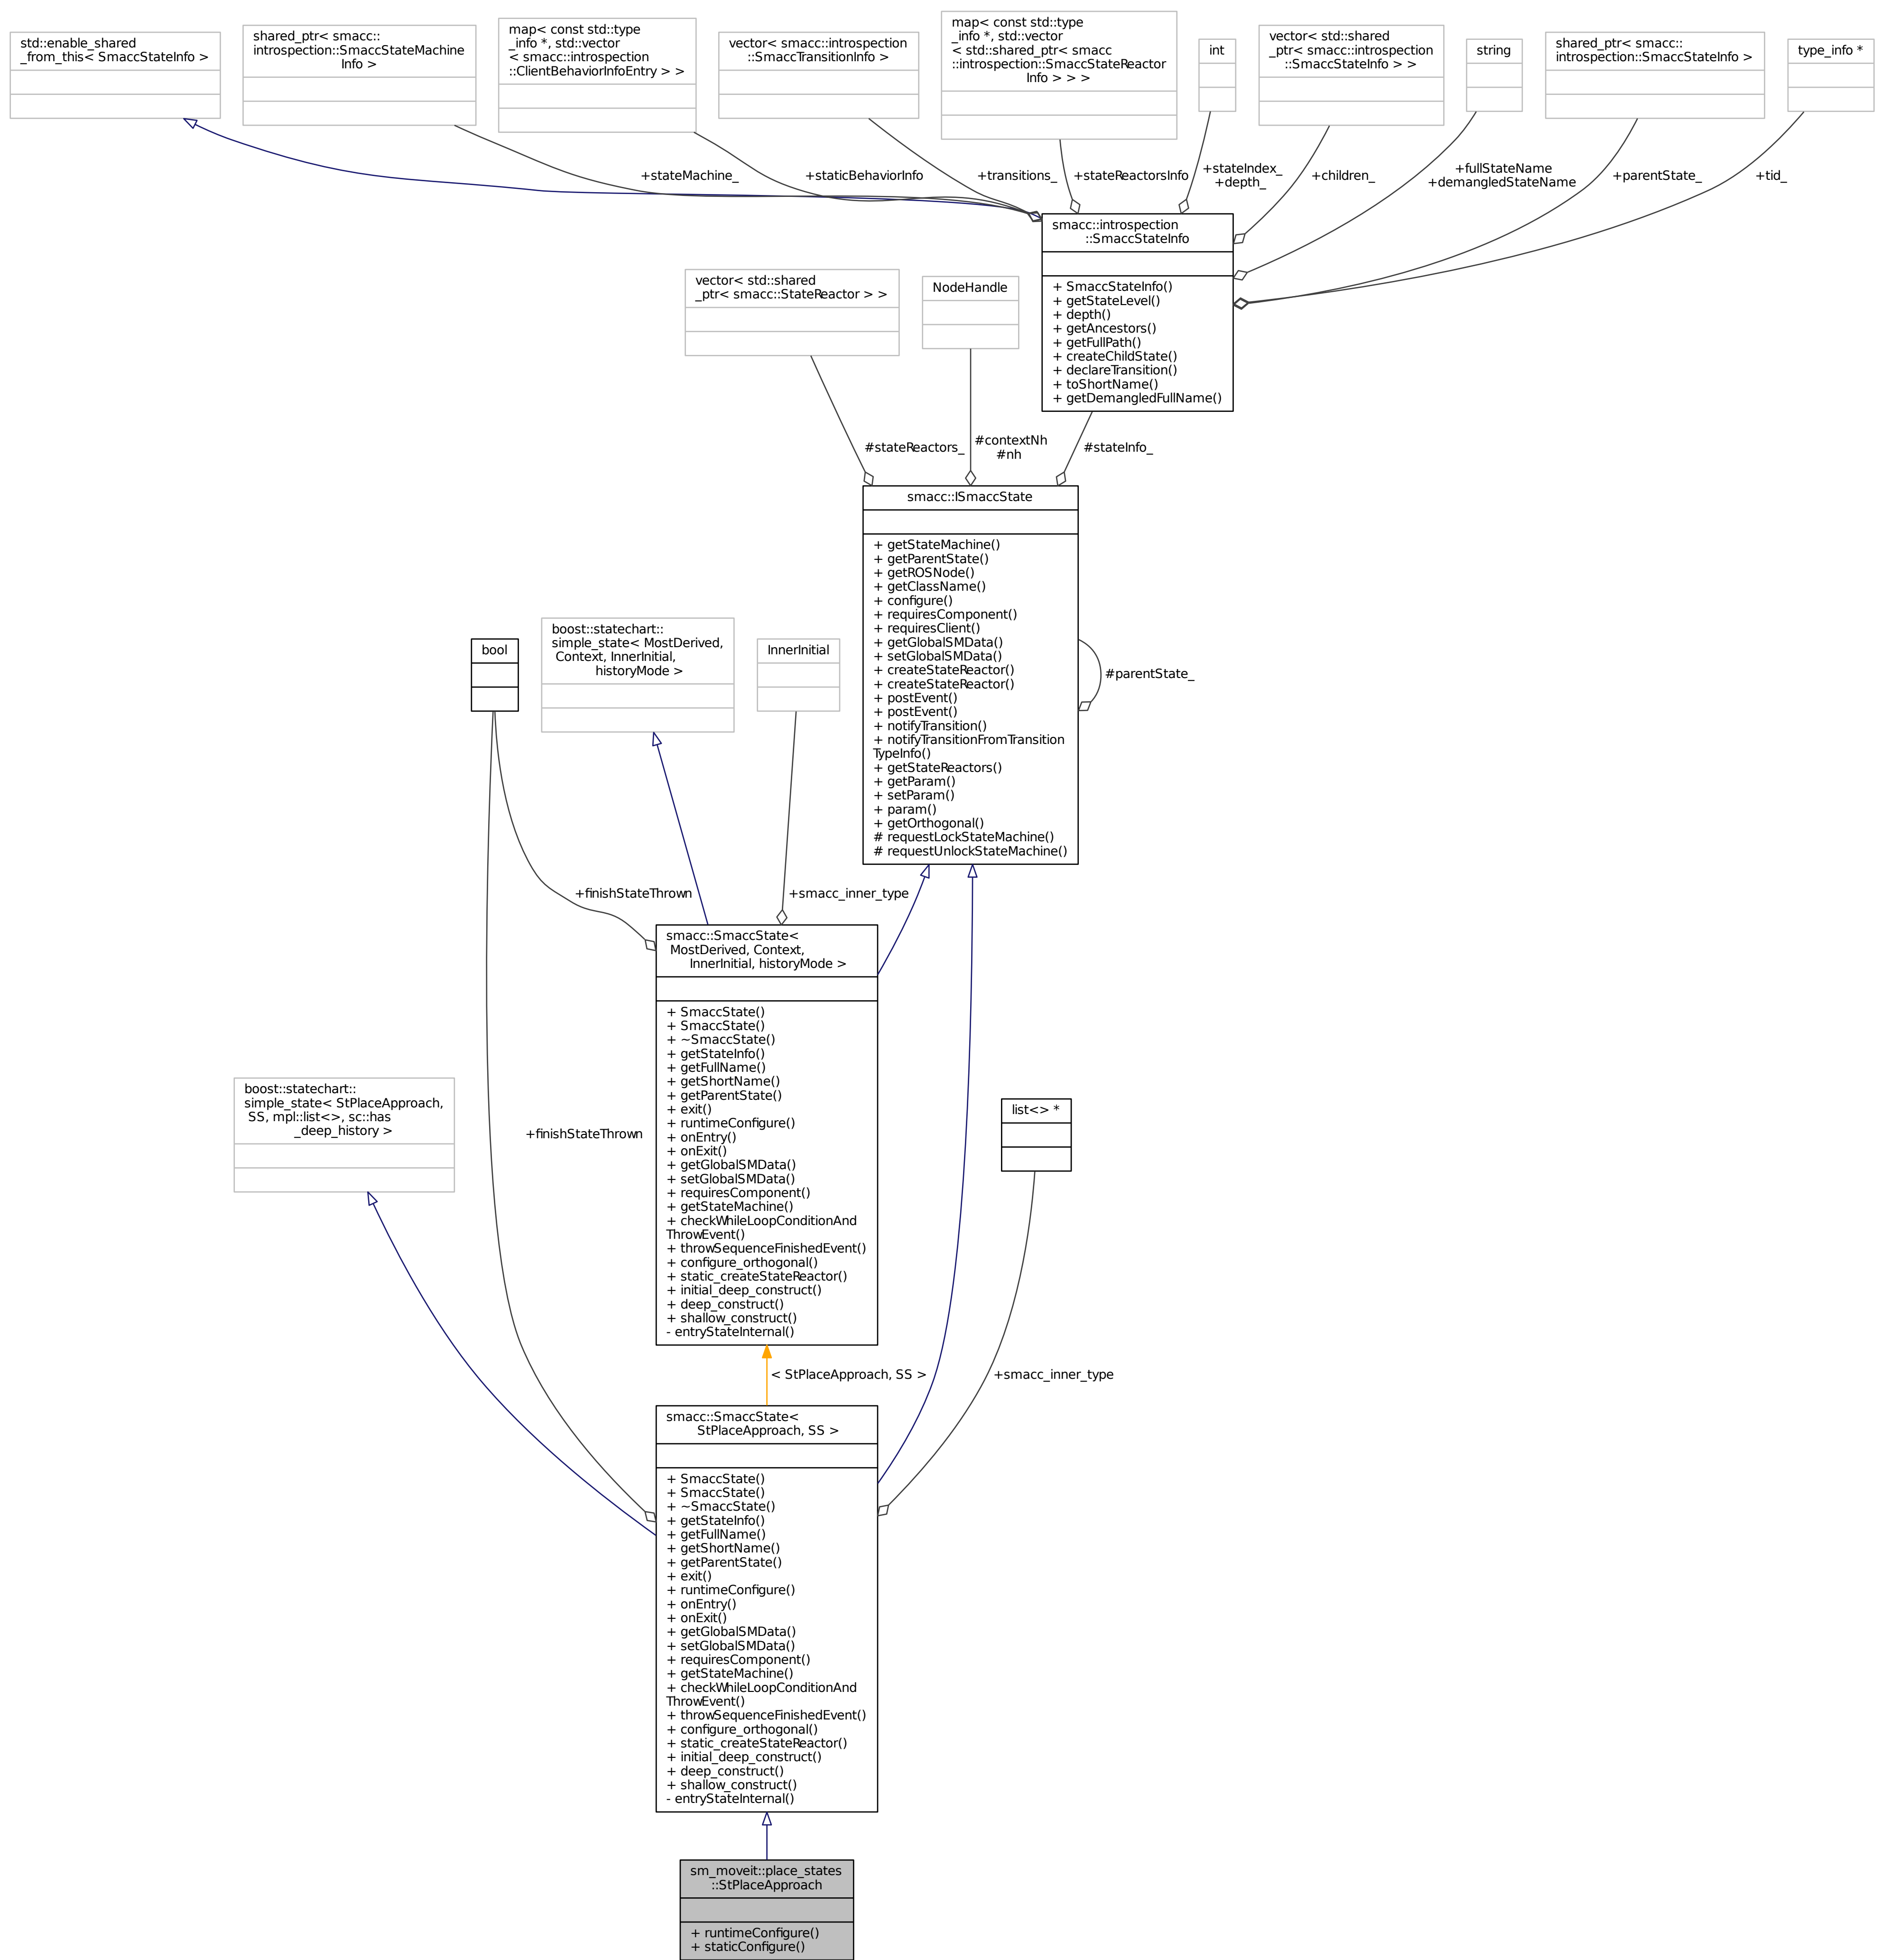 std::enable_shared
_from_this< SmaccStateInfo >
shared_ptr< smacc::
introspection::SmaccStateMachine
Info >
map< const std::type
_info *, std::vector
< smacc::introspection
::ClientBehaviorInfoEntry > >
vector< smacc::introspection
::SmaccTransitionInfo >
map< const std::type
_info *, std::vector
< std::shared_ptr< smacc
::introspection::SmaccStateReactor
Info > > >
int
vector< std::shared
_ptr< smacc::introspection
::SmaccStateInfo > >
string
shared_ptr< smacc::
introspection::SmaccStateInfo >
type_info *
+stateMachine_
+staticBehaviorInfo
+transitions_
+stateReactorsInfo
+stateIndex_
+depth_
+children_
+fullStateName
+demangledStateName
+parentState_
+tid_
smacc::introspection
::SmaccStateInfo
+ SmaccStateInfo()
+ getStateLevel()
+ depth()
+ getAncestors()
+ getFullPath()
+ createChildState()
+ declareTransition()
+ toShortName()
+ getDemangledFullName()
vector< std::shared
_ptr< smacc::StateReactor > >
NodeHandle
#stateReactors_
#contextNh
#nh
#stateInfo_
smacc::ISmaccState
+ getStateMachine()
+ getParentState()
+ getROSNode()
+ getClassName()
+ configure()
+ requiresComponent()
+ requiresClient()
+ getGlobalSMData()
+ setGlobalSMData()
+ createStateReactor()
+ createStateReactor()
+ postEvent()
+ postEvent()
+ notifyTransition()
+ notifyTransitionFromTransition
TypeInfo()
+ getStateReactors()
+ getParam()
+ setParam()
+ param()
+ getOrthogonal()
# requestLockStateMachine()
# requestUnlockStateMachine()
#parentState_
bool
boost::statechart::
simple_state< MostDerived,
Context, InnerInitial,
historyMode >
InnerInitial
+finishStateThrown
+smacc_inner_type
smacc::SmaccState<
MostDerived, Context,
InnerInitial, historyMode >
+ SmaccState()
+ SmaccState()
+ ~SmaccState()
+ getStateInfo()
+ getFullName()
+ getShortName()
+ getParentState()
+ exit()
+ runtimeConfigure()
+ onEntry()
+ onExit()
+ getGlobalSMData()
+ setGlobalSMData()
+ requiresComponent()
+ getStateMachine()
+ checkWhileLoopConditionAnd
ThrowEvent()
+ throwSequenceFinishedEvent()
+ configure_orthogonal()
+ static_createStateReactor()
+ initial_deep_construct()
+ deep_construct()
+ shallow_construct()
- entryStateInternal()
boost::statechart::
simple_state< StPlaceApproach,
SS, mpl::list<>, sc::has
_deep_history >
+finishStateThrown
list<> *
< StPlaceApproach, SS >
+smacc_inner_type
smacc::SmaccState<
StPlaceApproach, SS >
+ SmaccState()
+ SmaccState()
+ ~SmaccState()
+ getStateInfo()
+ getFullName()
+ getShortName()
+ getParentState()
+ exit()
+ runtimeConfigure()
+ onEntry()
+ onExit()
+ getGlobalSMData()
+ setGlobalSMData()
+ requiresComponent()
+ getStateMachine()
+ checkWhileLoopConditionAnd
ThrowEvent()
+ throwSequenceFinishedEvent()
+ configure_orthogonal()
+ static_createStateReactor()
+ initial_deep_construct()
+ deep_construct()
+ shallow_construct()
- entryStateInternal()
sm_moveit::place_states
::StPlaceApproach
+ runtimeConfigure()
+ staticConfigure()